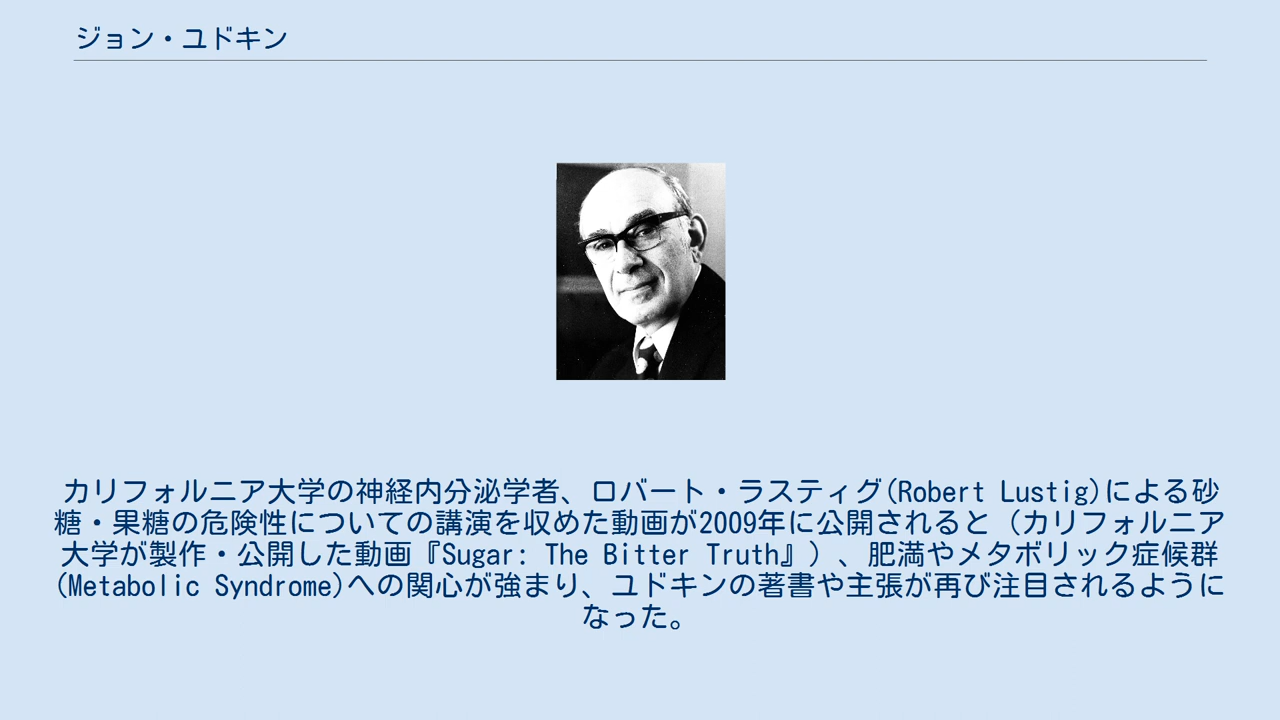 ジョン・ユドキン
カリフォルニア大学の神経内分泌学者、ロバート・ラスティグ(Robert Lustig)による砂
糖・果糖の危険性についての講演を収めた動画が2009年に公開されると（カリフォルニア
大学が製作・公開した動画『Sugar: The Bitter Truth』）、肥満やメタボリック症候群
(Metabolic Syndrome)への関心が強まり、ユドキンの著書や主張が再び注目されるように
なった。